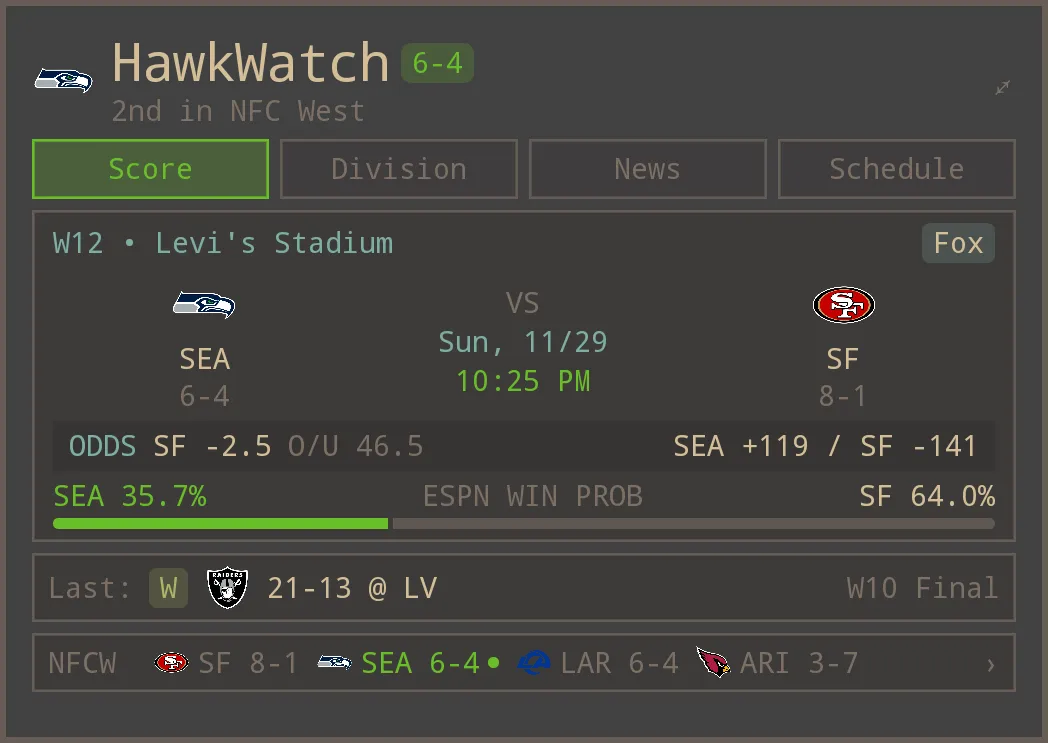 HawkWatch 6-4
2nd in NFC West
Score Division News Schedule
W12 • Levi's Stadium Fox
VS
Sun, 11/29
10:25 PM
SEA SF
6-4 8-1
ODDS SF -2.5 O/U 46.5 SEA +119 / SF -141
SEA 35.7% ESPN WIN PROB SF 64.0%
Last: W RAIDERS 21-13 @ LV W10 Final
NFCW SF 8-1 SEA 6-4 • LAR 6-4 ARI 3-7 ›